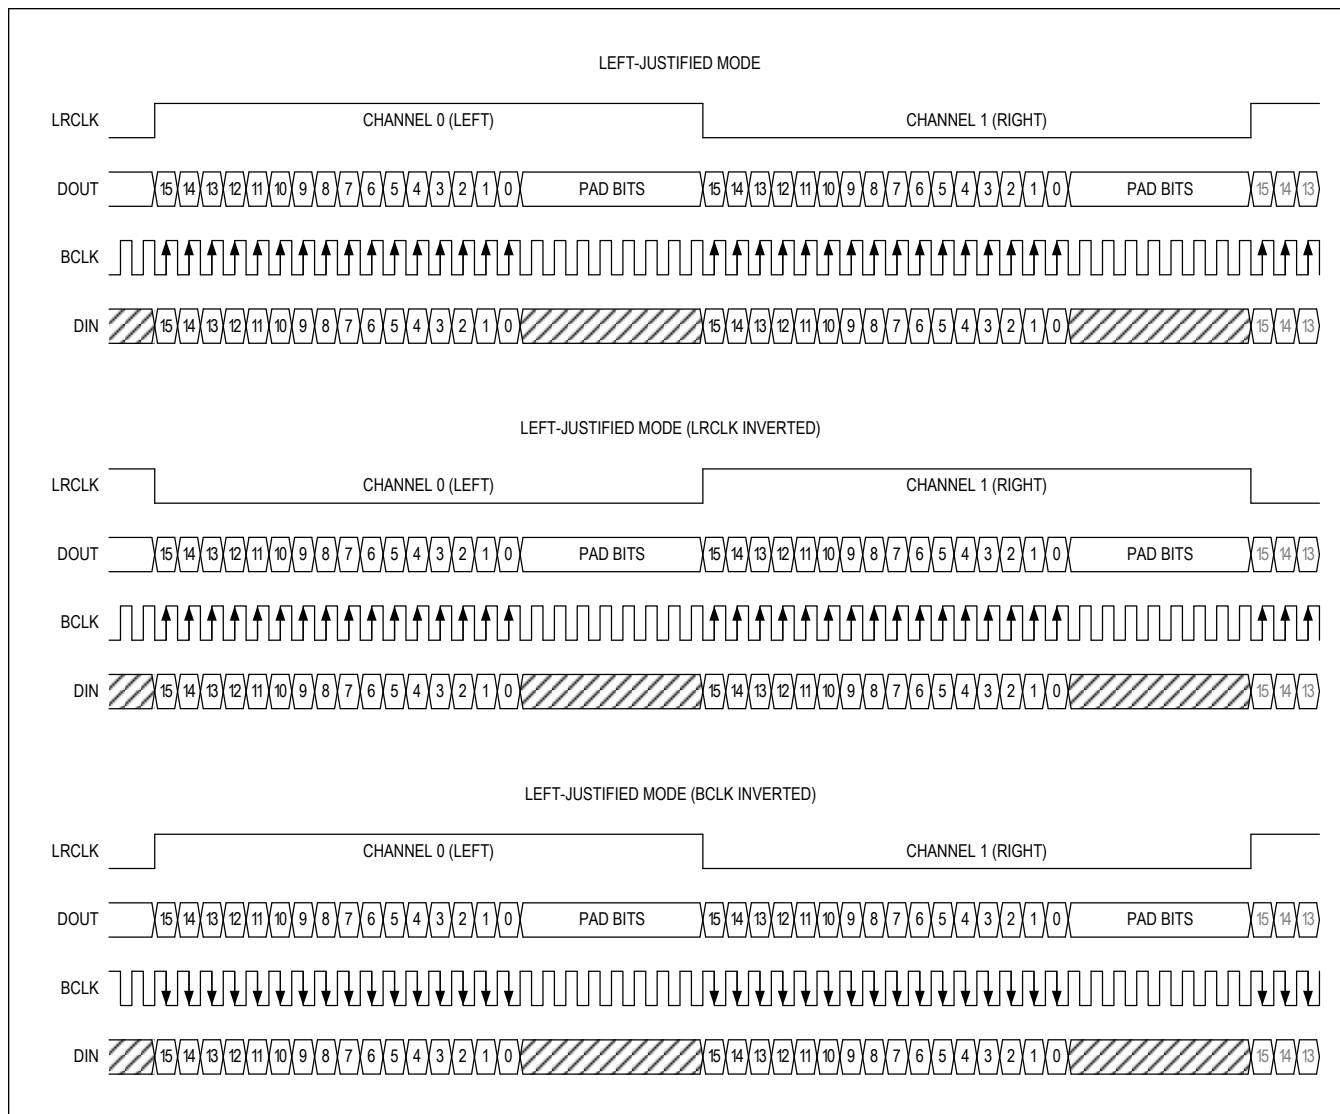 LEFT-JUSTIFIED MODE
LRCLK CHANNEL 0 (LEFT) CHANNEL 1 (RIGHT)
DOUT 15 14 13 12 11 10 9 8 7 6 5 4 3 2 1 0 PAD BITS 15 14 13 12 11 10 9 8 7 6 5 4 3 2 1 0 PAD BITS 15 14 13
BCLK
DIN 15 14 13 12 11 10 9 8 7 6 5 4 3 2 1 0 15 14 13 12 11 10 9 8 7 6 5 4 3 2 1 0 15 14 13
LEFT-JUSTIFIED MODE (LRCLK INVERTED)
LRCLK CHANNEL 0 (LEFT) CHANNEL 1 (RIGHT)
DOUT 15 14 13 12 11 10 9 8 7 6 5 4 3 2 1 0 PAD BITS 15 14 13 12 11 10 9 8 7 6 5 4 3 2 1 0 PAD BITS 15 14 13
BCLK
DIN 15 14 13 12 11 10 9 8 7 6 5 4 3 2 1 0 15 14 13 12 11 10 9 8 7 6 5 4 3 2 1 0 15 14 13
LEFT-JUSTIFIED MODE (BCLK INVERTED)
LRCLK CHANNEL 0 (LEFT) CHANNEL 1 (RIGHT)
DOUT 15 14 13 12 11 10 9 8 7 6 5 4 3 2 1 0 PAD BITS 15 14 13 12 11 10 9 8 7 6 5 4 3 2 1 0 PAD BITS 15 14 13
BCLK
DIN 15 14 13 12 11 10 9 8 7 6 5 4 3 2 1 0 15 14 13 12 11 10 9 8 7 6 5 4 3 2 1 0 15 14 13